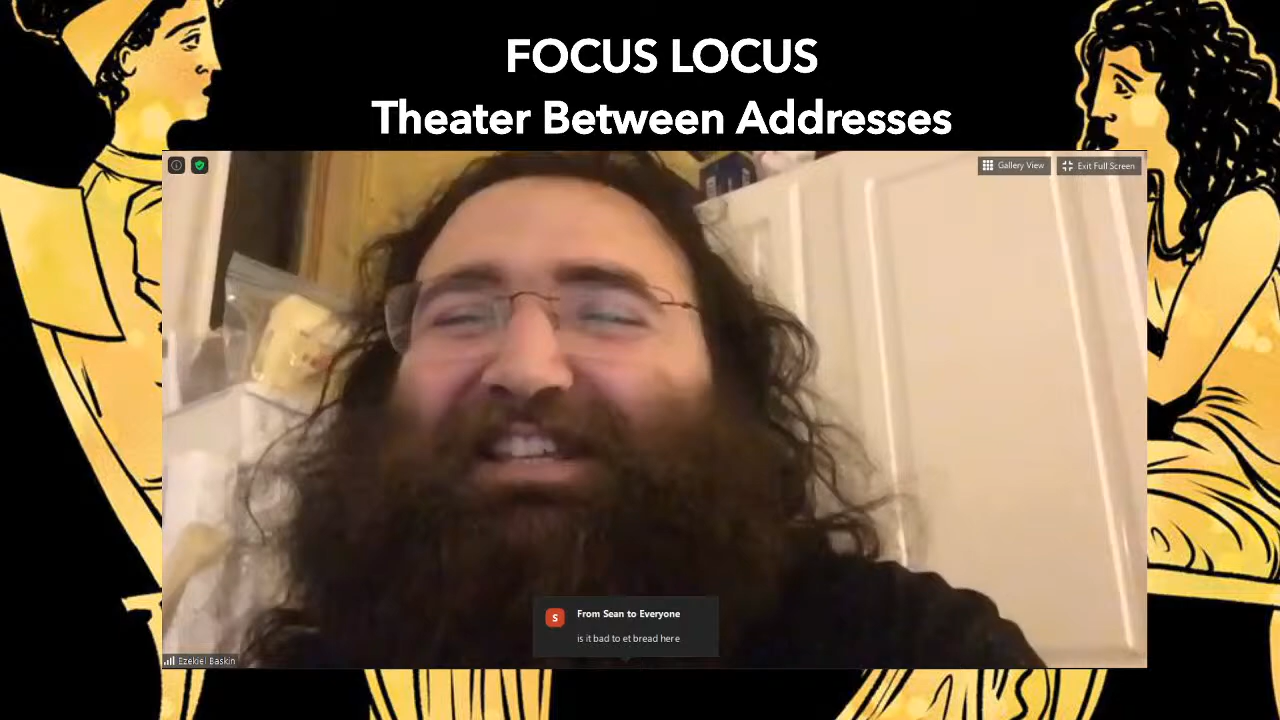 FOCUS LOCUS
Theater Between Addresses
Gallery View
Exit Full Screen
S
From Sean to Everyone
is it bad to et bread here
Ezekiel Baskin